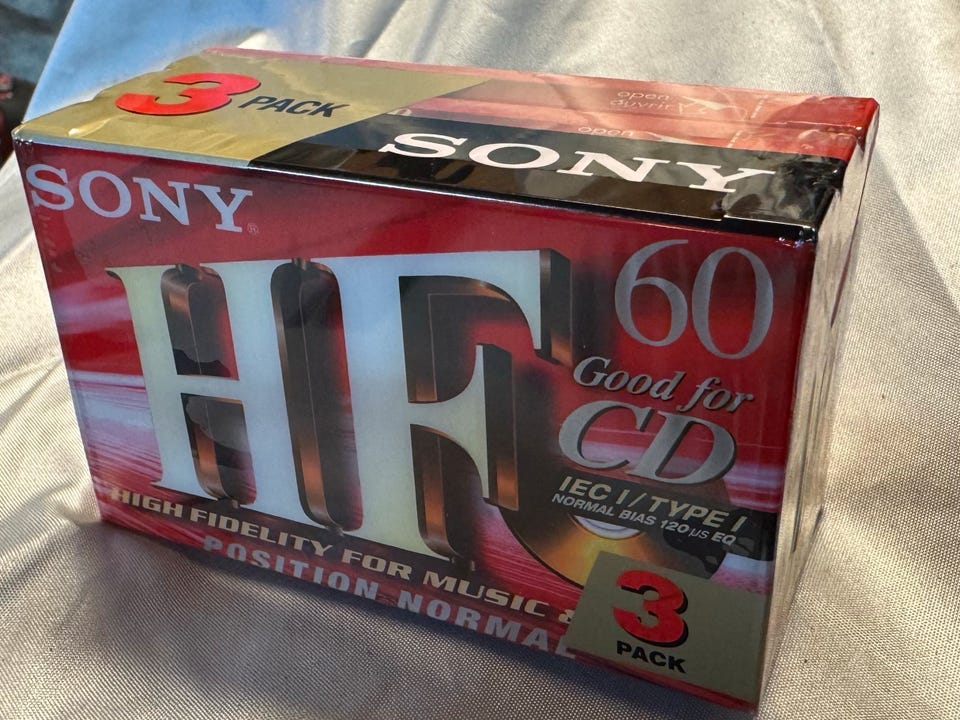 3 PACK
open
ouvrir
open
SONY
SONY®
HF
60
Good for
CD
IEC I / TYPE I
NORMAL BIAS 120 µs EQ
HIGH FIDELITY FOR MUSIC
POSITION NORMAL
3
PACK